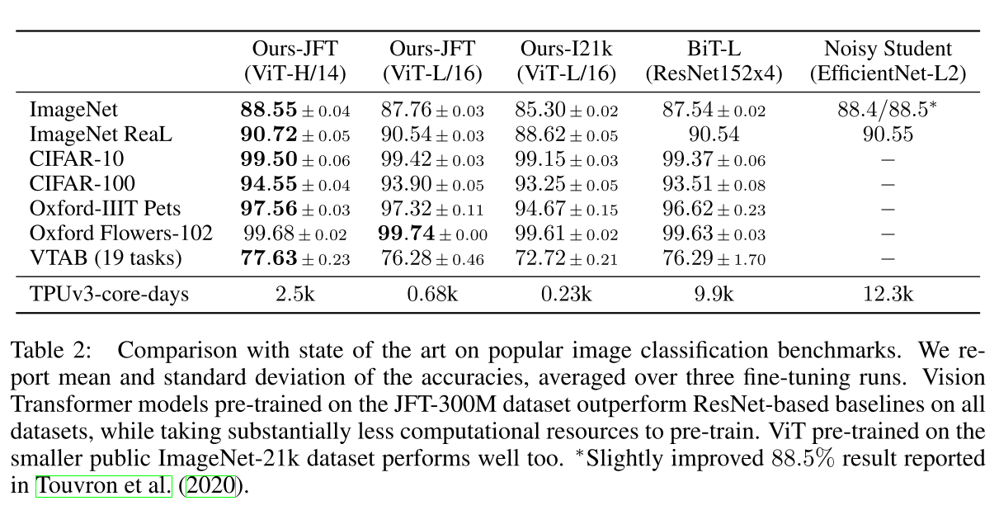 Ours-JFT Ours-JFT Ours-I21k BiT-L Noisy Student
(ViT-H/14) (ViT-L/16) (ViT-L/16) (ResNet152x4) (EfficientNet-L2)
ImageNet 88.55 ± 0.04 87.76 ± 0.03 85.30 ± 0.02 87.54 ± 0.02 88.4/88.5*
ImageNet ReaL 90.72 ± 0.05 90.54 ± 0.03 88.62 ± 0.05 90.54 90.55
CIFAR-10 99.50 ± 0.06 99.42 ± 0.03 99.15 ± 0.03 99.37 ± 0.06 −
CIFAR-100 94.55 ± 0.04 93.90 ± 0.05 93.25 ± 0.05 93.51 ± 0.08 −
Oxford-IIIT Pets 97.56 ± 0.03 97.32 ± 0.11 94.67 ± 0.15 96.62 ± 0.23 −
Oxford Flowers-102 99.68 ± 0.02 99.74 ± 0.00 99.61 ± 0.02 99.63 ± 0.03 −
VTAB (19 tasks) 77.63 ± 0.23 76.28 ± 0.46 72.72 ± 0.21 76.29 ± 1.70 −
TPUv3-core-days 2.5k 0.68k 0.23k 9.9k 12.3k
Table 2: Comparison with state of the art on popular image classification benchmarks. We re-
port mean and standard deviation of the accuracies, averaged over three fine-tuning runs. Vision
Transformer models pre-trained on the JFT-300M dataset outperform ResNet-based baselines on all
datasets, while taking substantially less computational resources to pre-train. ViT pre-trained on the
smaller public ImageNet-21k dataset performs well too. *Slightly improved 88.5% result reported
in Touvron et al. (2020).